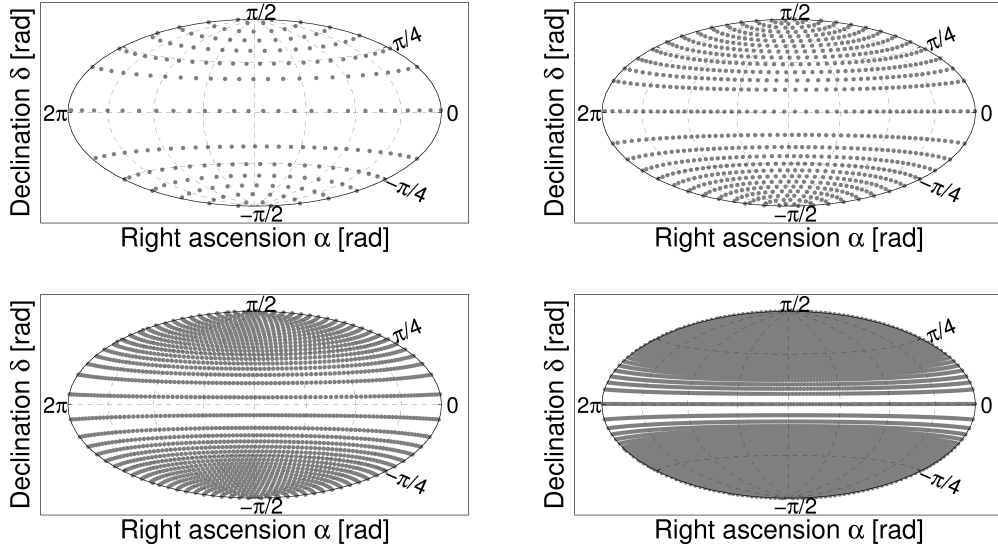 π/2
π/4
Declination δ [rad]
2π
0
−π/4
−π/2
Right ascension α [rad]
π/2
π/4
Declination δ [rad]
2π
0
−π/4
−π/2
Right ascension α [rad]
π/2
π/4
Declination δ [rad]
2π
0
−π/4
−π/2
Right ascension α [rad]
π/2
π/4
Declination δ [rad]
2π
0
−π/4
−π/2
Right ascension α [rad]